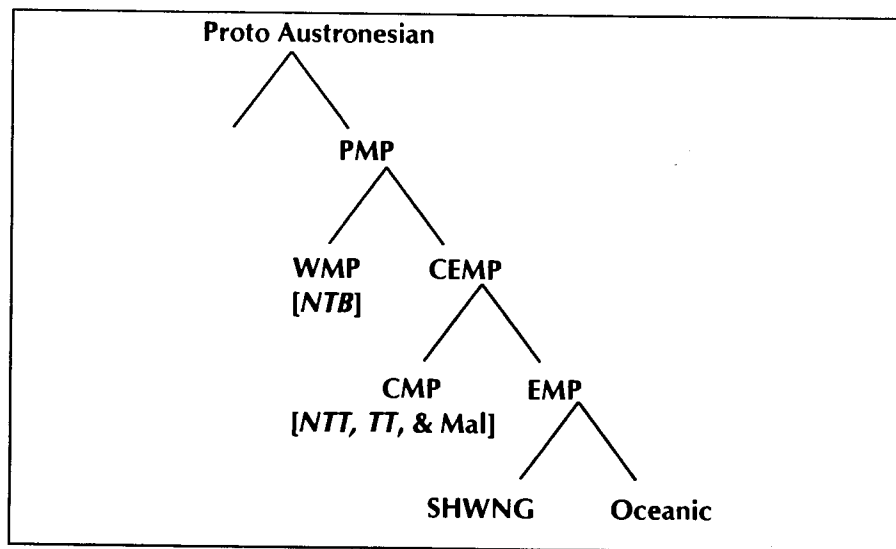 Proto Austronesian
PMP
WMP CEMP
[NTB]
CMP EMP
[NTT, TT, & Mal]
SHWNG Oceanic